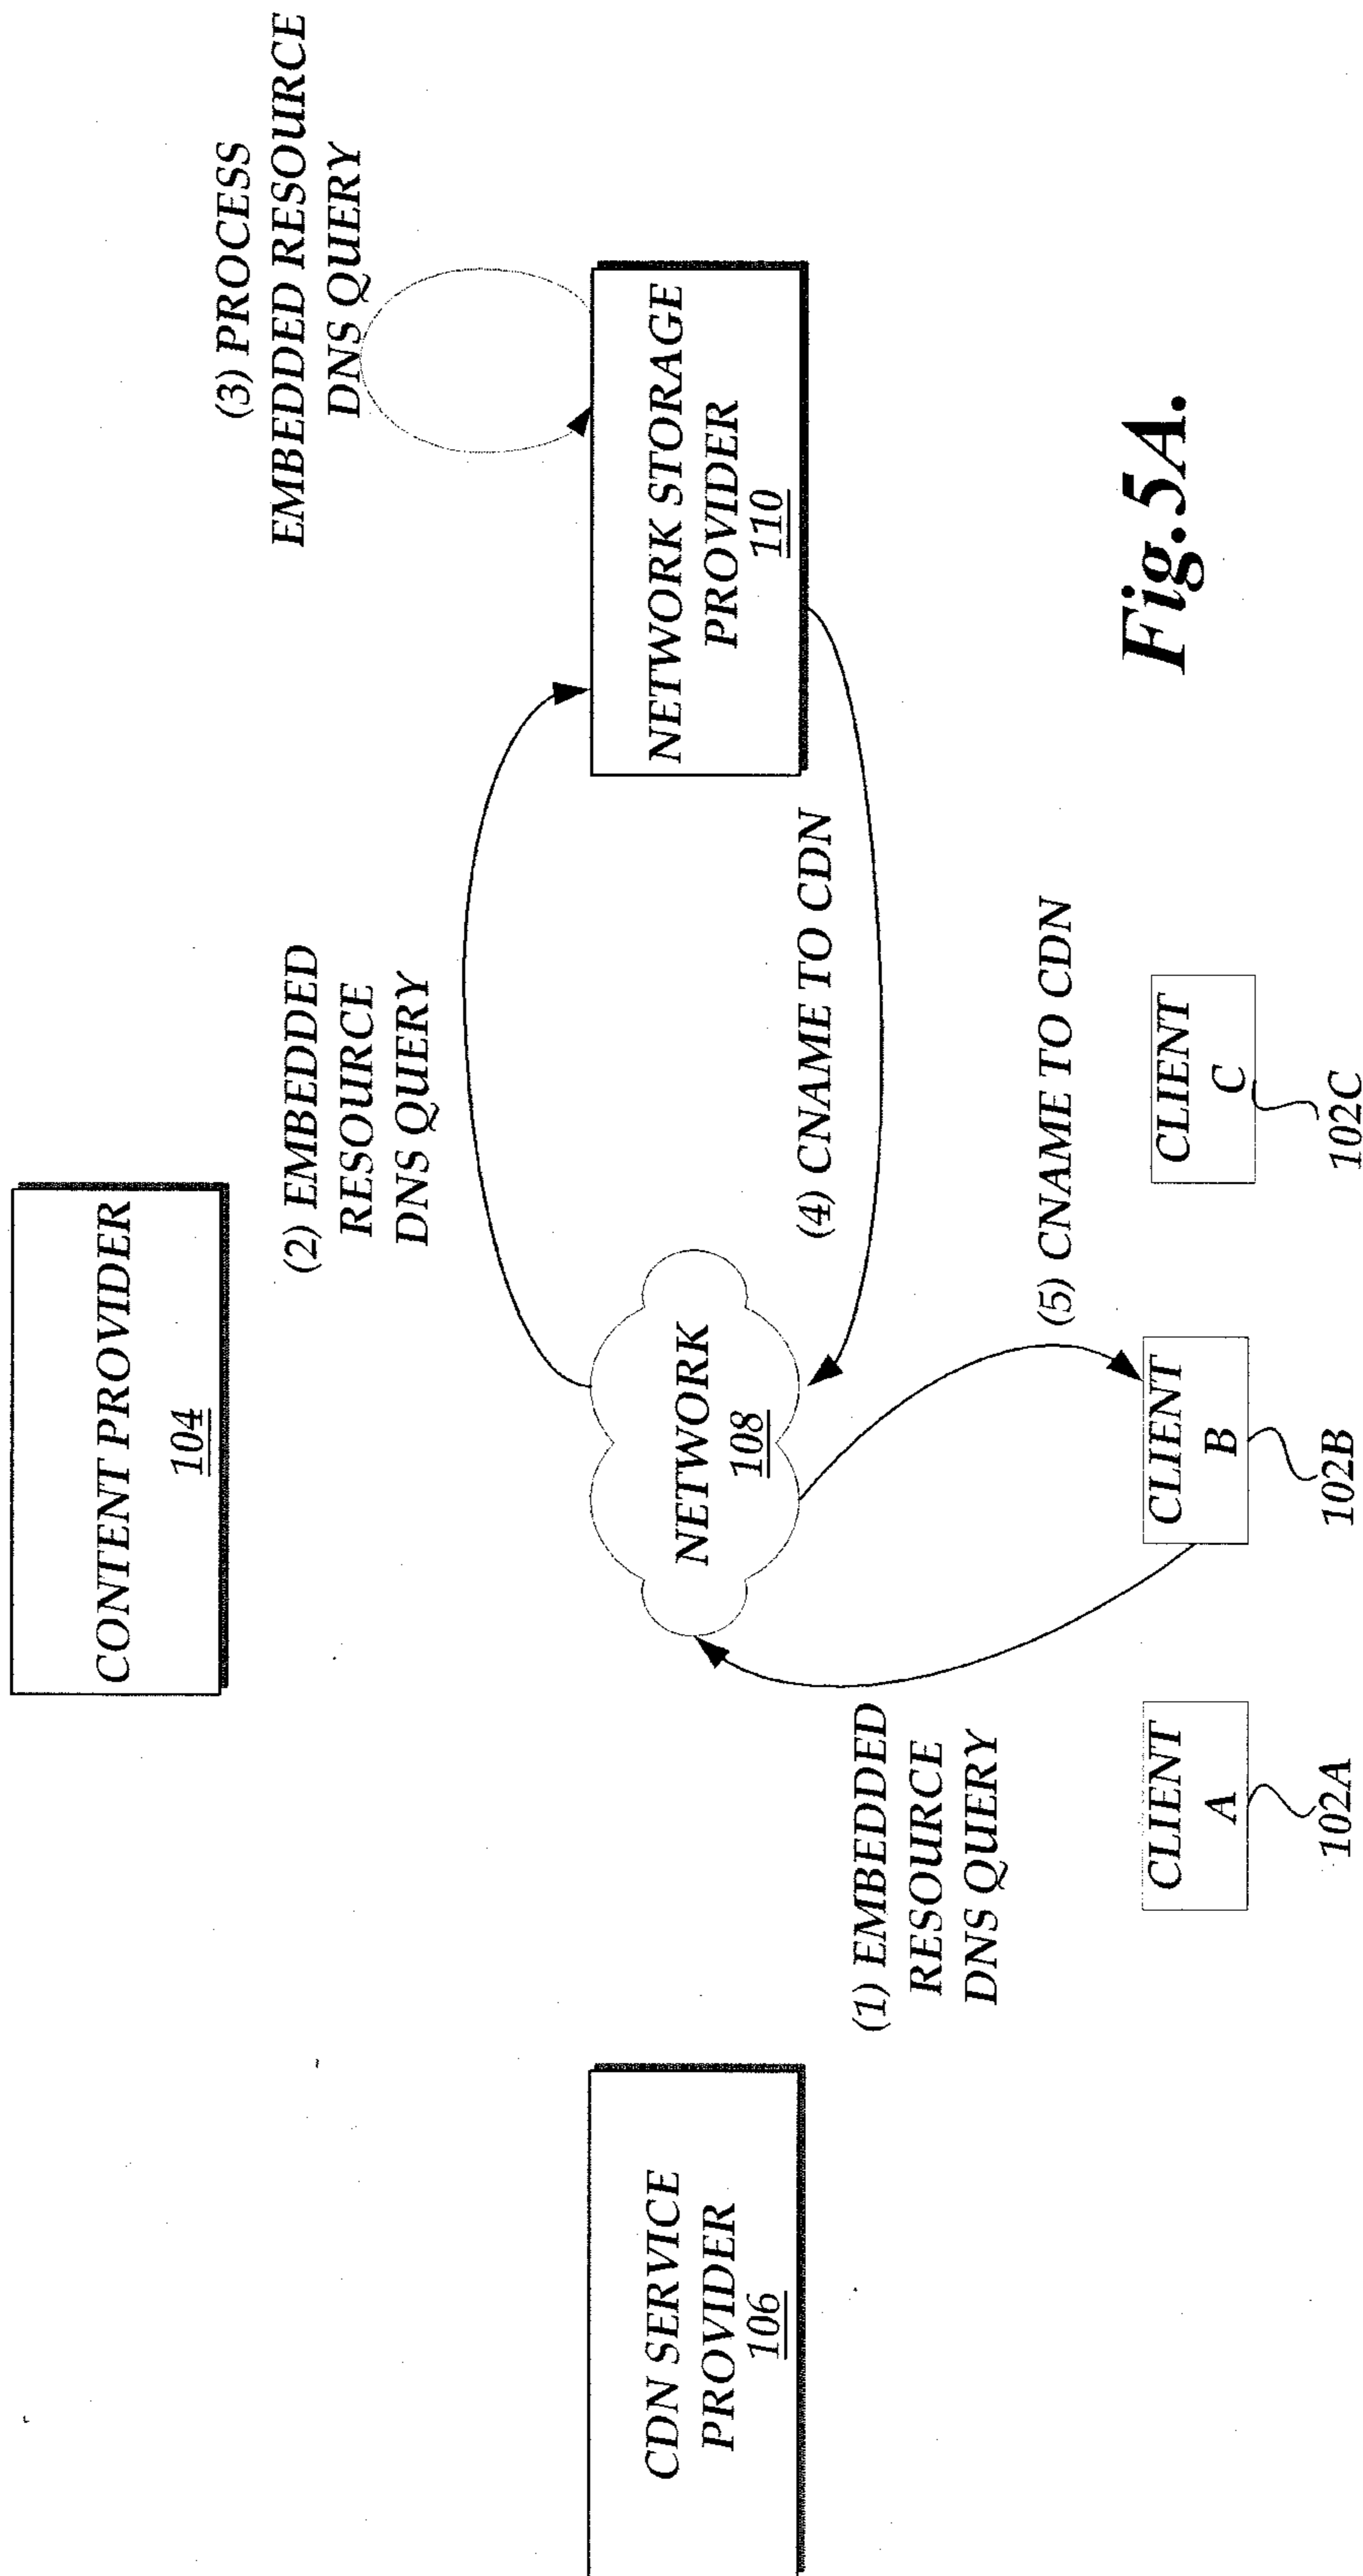 CONTENT PROVIDER
104
(3) PROCESS
EMBEDDED RESOURCE
DNS QUERY
(2) EMBEDDED
RESOURCE
DNS QUERY
CDN SERVICE
PROVIDER
106
NETWORK
108
NETWORK STORAGE
PROVIDER
110
(4) CNAME TO CDN
(1) EMBEDDED
RESOURCE
DNS QUERY
(5) CNAME TO CDN
CLIENT
A
102A
CLIENT
B
102B
CLIENT
C
102C
Fig.5A.